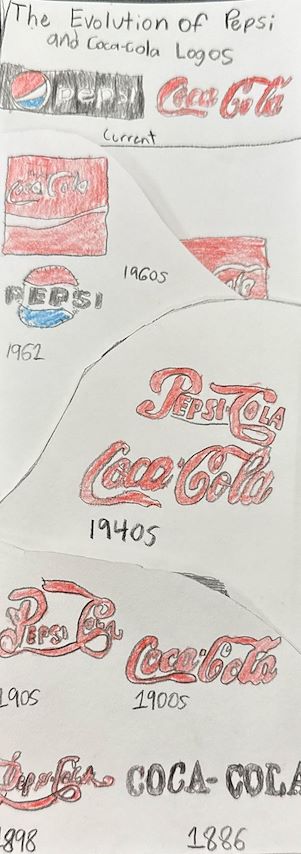 The Evolution of Pepsi
and Coca-Cola Logos
pepsi Coca Cola
Current
Coca Cola
1960s
PEPSI
1962
PEPSI-COLA
Coca-Cola
1940s
PEPSI COLA Coca-Cola
1905 1900s
Pepsi-Cola COCA-COLA
1898 1886